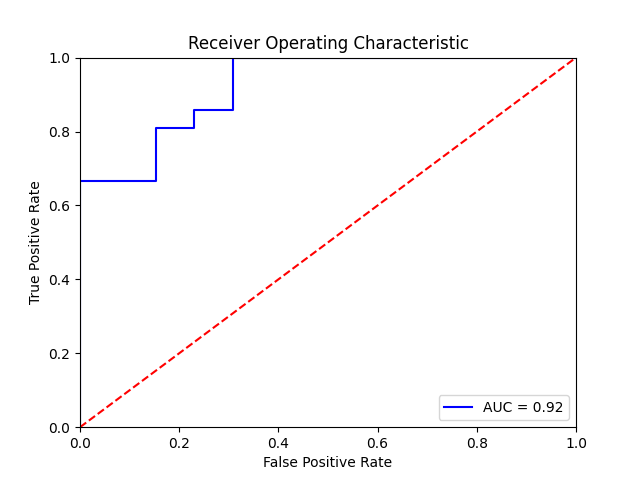 Receiver Operating Characteristic
1.0
0.8
0.6
0.4
0.2
0.0
True Positive Rate
AUC = 0.92
0.0 0.2 0.4 0.6 0.8 1.0
False Positive Rate